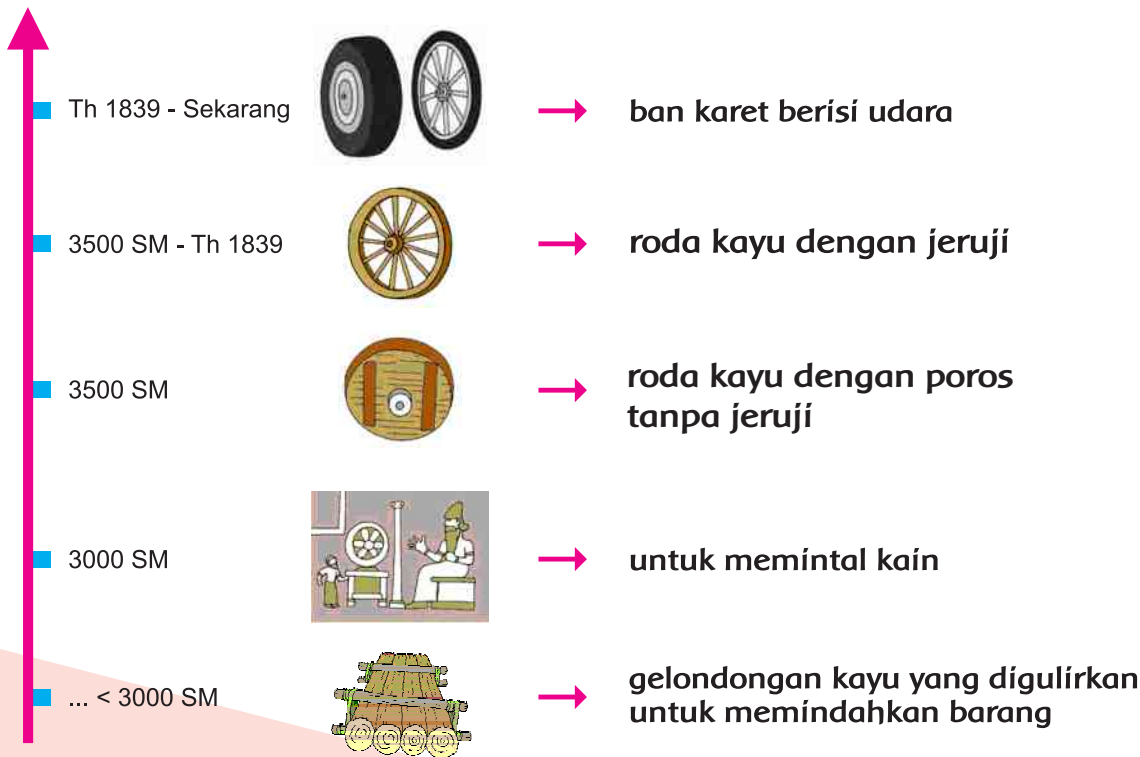 Th 1839 - Sekarang
ban karet berisi udara
3500 SM - Th 1839
roda kayu dengan jeruji
3500 SM
roda kayu dengan poros
tanpa jeruji
3000 SM
untuk memintal kain
... < 3000 SM
gelondongan kayu yang digulirkan
untuk memindahkan barang